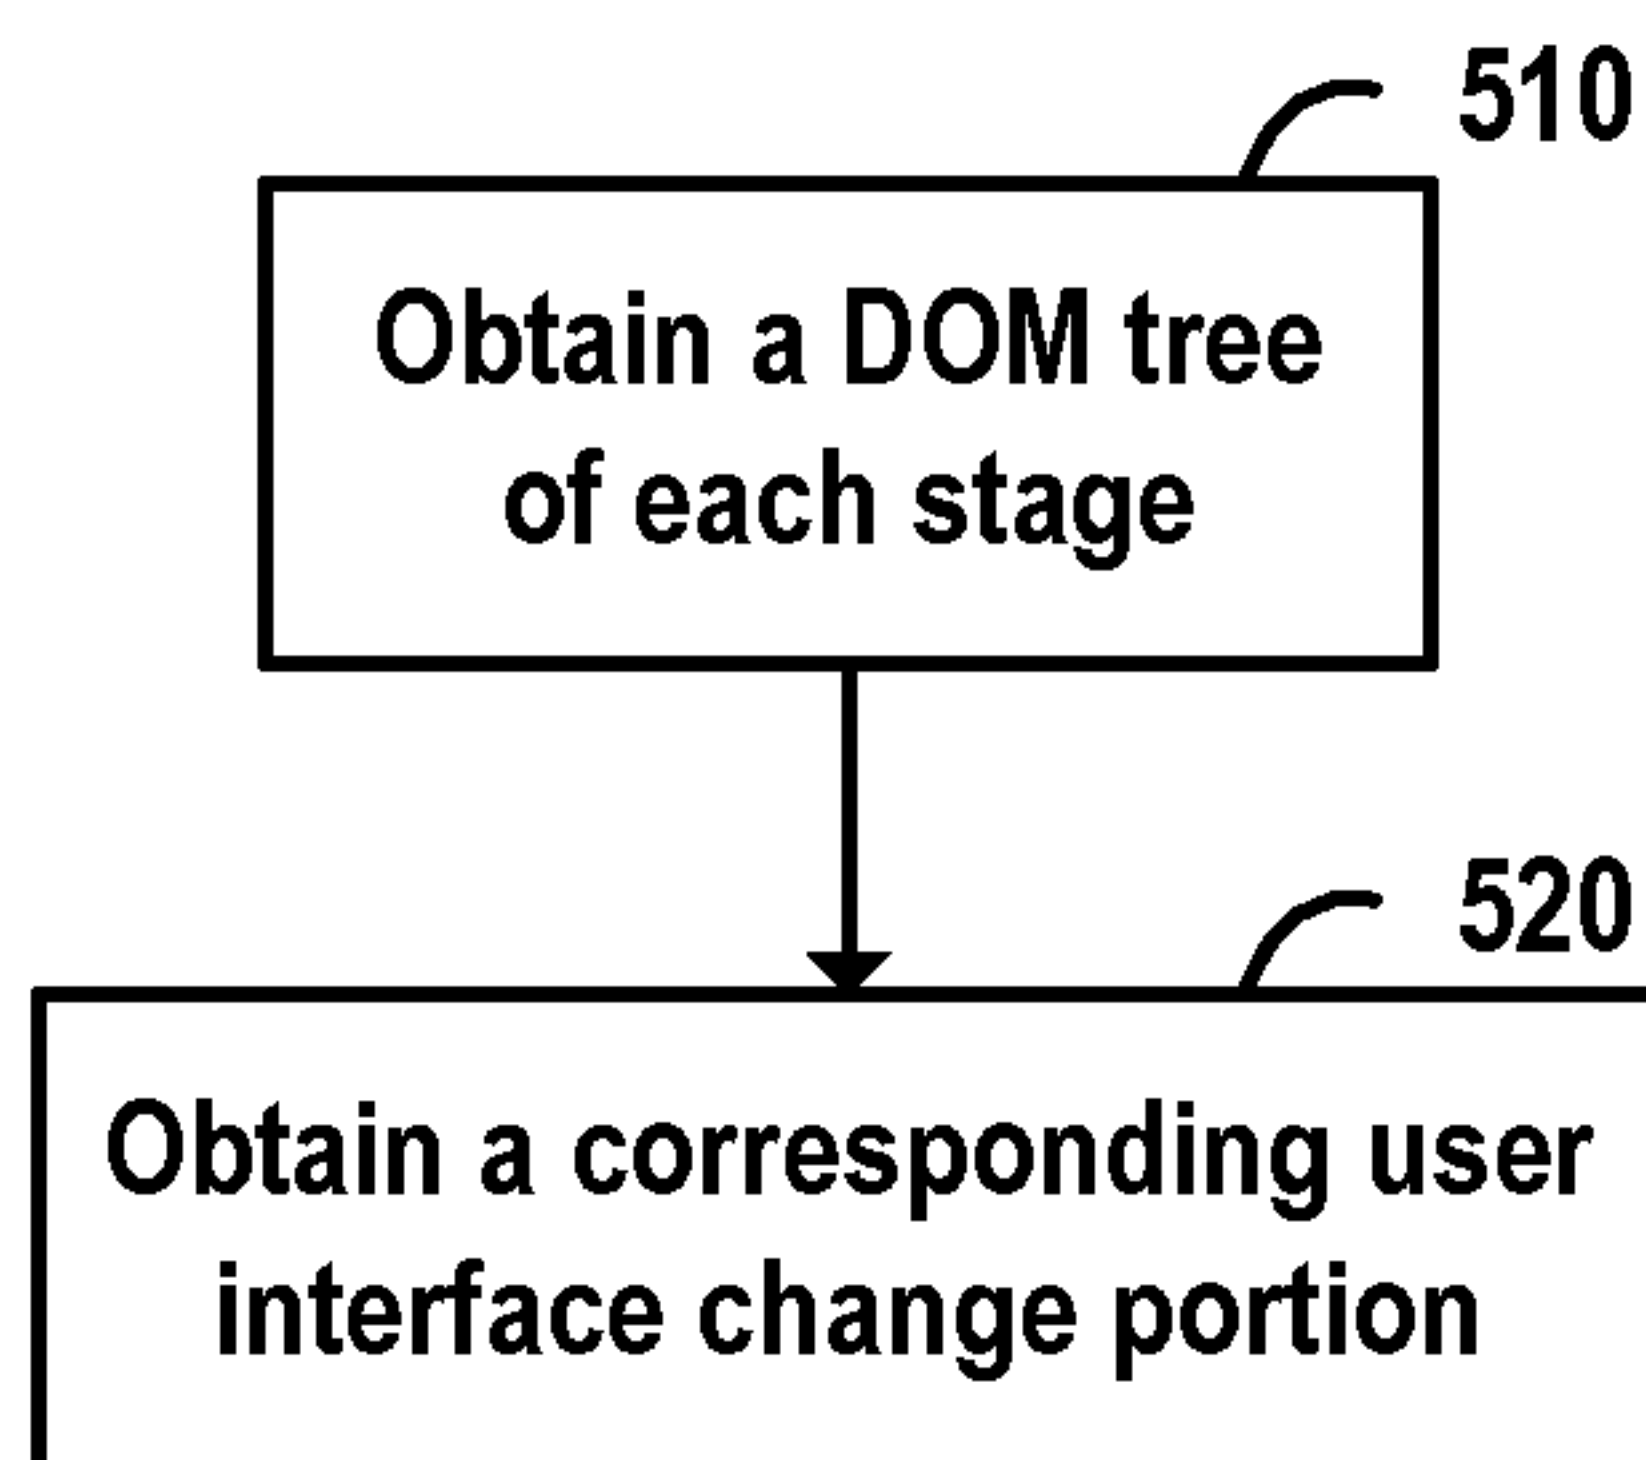 510
Obtain a DOM tree
of each stage
520
Obtain a corresponding user
interface change portion